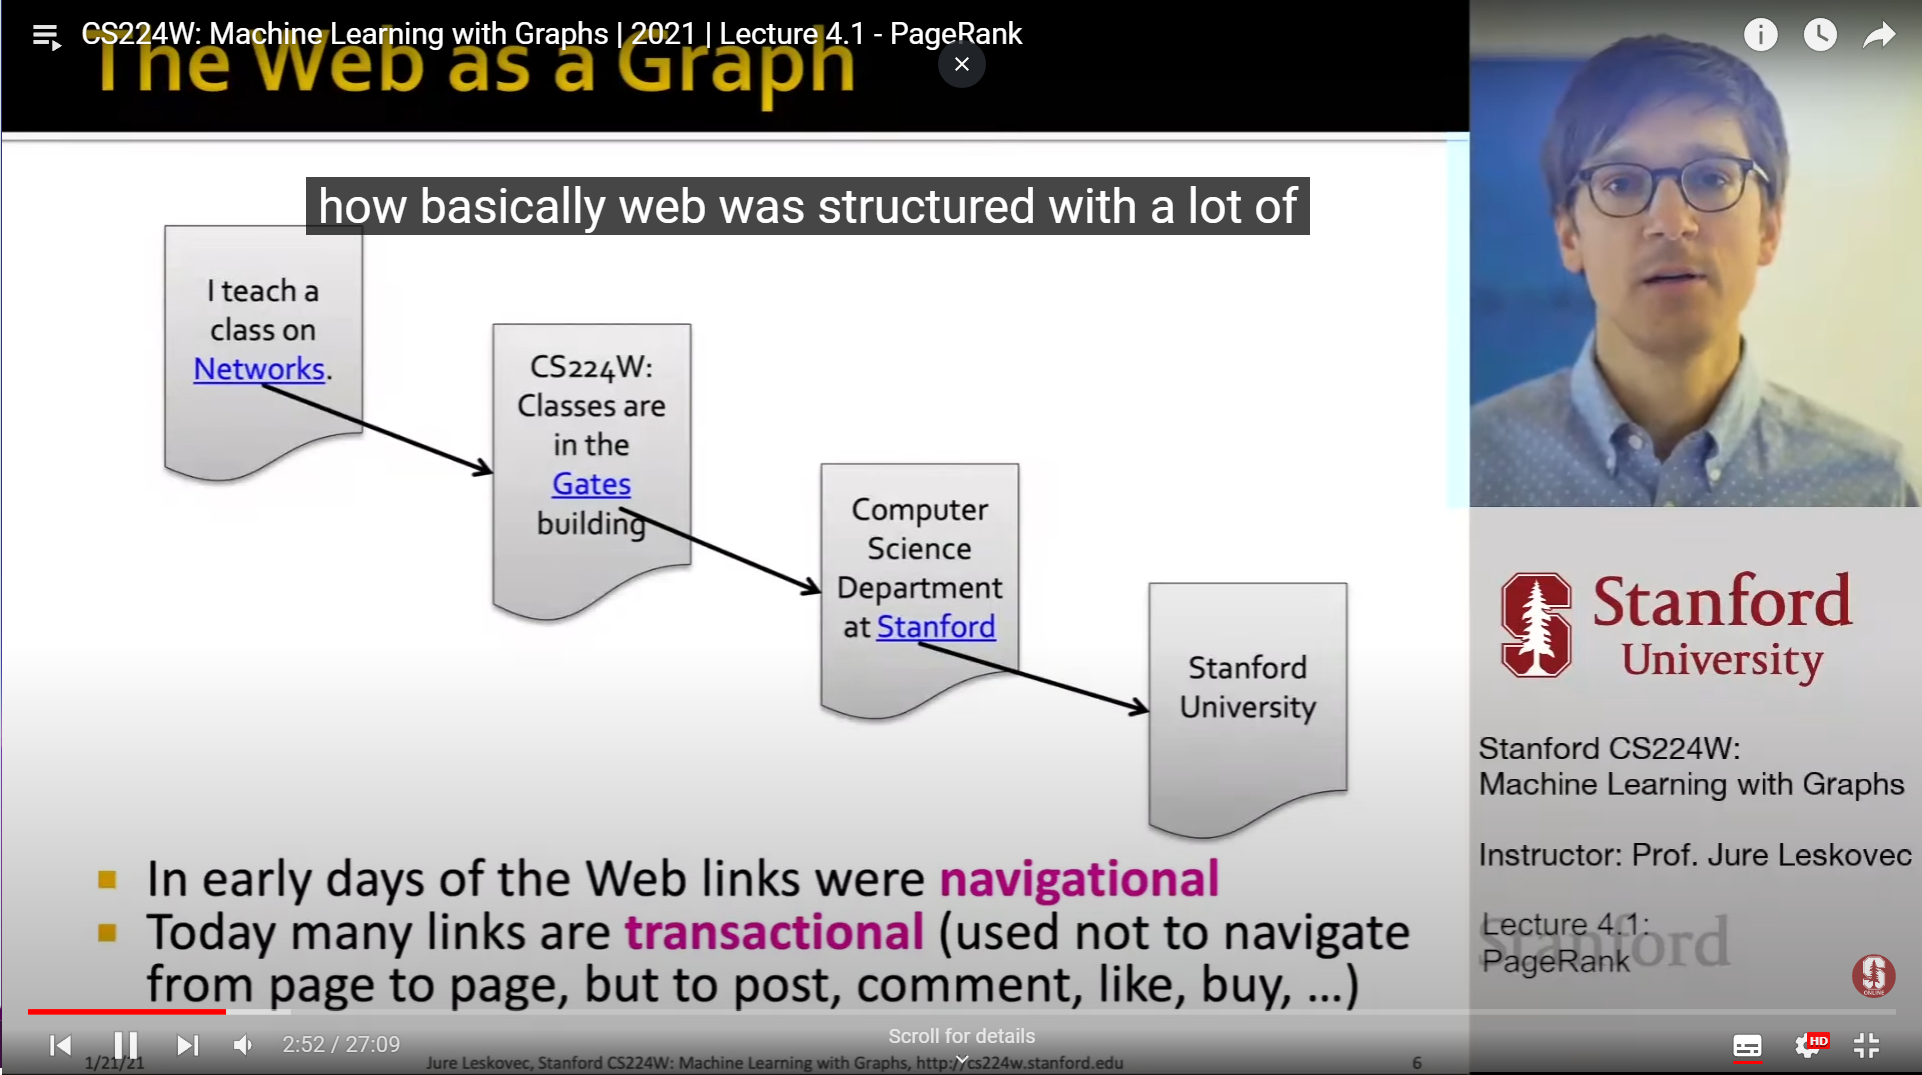 CS224W: Machine Learning with Graphs | 2021 | Lecture 4.1 - PageRank
The Web as a Graph
how basically web was structured with a lot of
I teach a
class on
Networks.
CS224W:
Classes are
in the
Gates
building
Computer
Science
Department
at Stanford
Stanford
University
In early days of the Web links were navigational
Today many links are transactional (used not to navigate
from page to page, but to post, comment, like, buy, ...)
Stanford
University
Stanford CS224W:
Machine Learning with Graphs
Instructor: Prof. Jure Leskovec
Lecture 4.1:
PageRank
Stanford
S
ONLINE
2:52 / 27:09
Scroll for details
HD
1/21/21
Jure Leskovec, Stanford CS224W: Machine Learning with Graphs, http://cs224w.stanford.edu
6